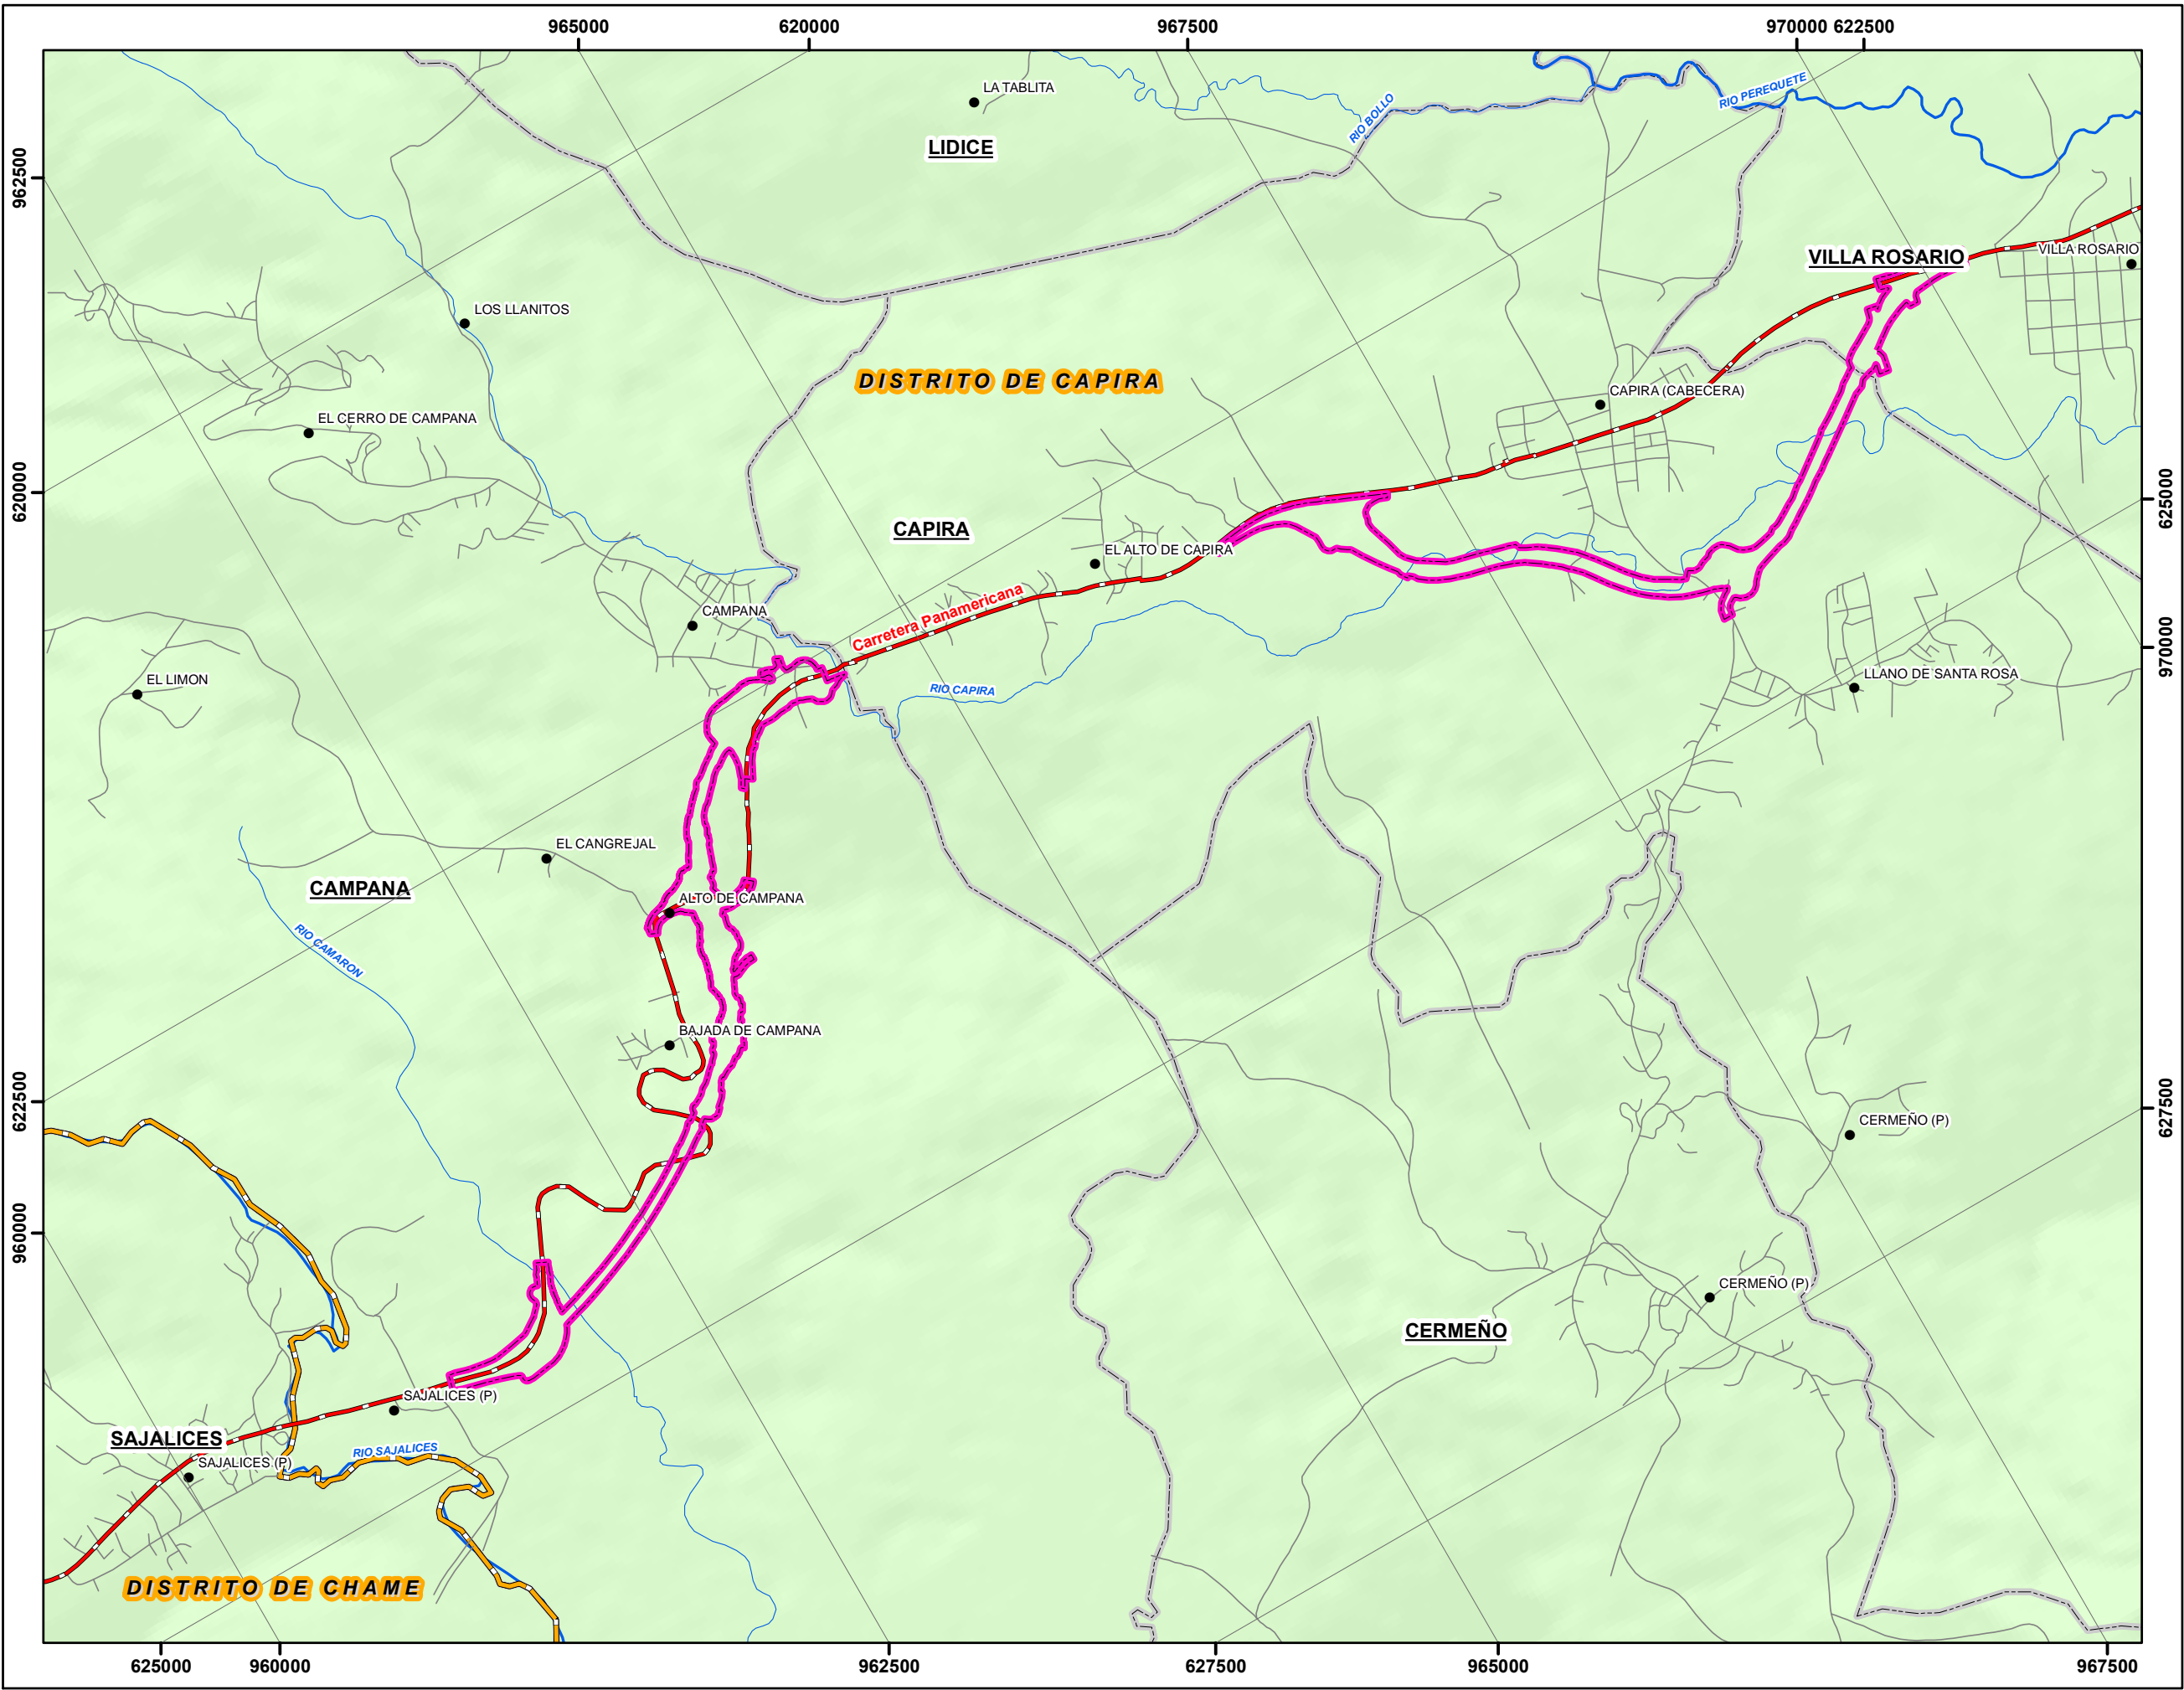 965000
620000
967500
970000
622500
LA TABLITA
RIO PEREQUETE
RIO BOLLO
LIDICE
962500
VILLA ROSARIO
VILLA ROSARIO
LOS LLANITOS
DISTRITO DE CAPIRA
CAPIRA (CABECERA)
EL CERRO DE CAMPANA
620000
625000
CAPIRA
EL ALTO DE CAPIRA
CAMPANA
Carretera Panamericana
970000
EL LIMON
RIO CAPIRA
LLANO DE SANTA ROSA
EL CANGREJAL
CAMPANA
ALTO DE CAMPANA
RIO CAMARON
BAJADA DE CAMPANA
622500
627500
CERMEÑO (P)
960000
CERMEÑO (P)
CERMEÑO
SAJALICES (P)
SAJALICES
RIO SAJALICES
SAJALICES (P)
DISTRITO DE CHAME
625000
960000
962500
627500
965000
967500